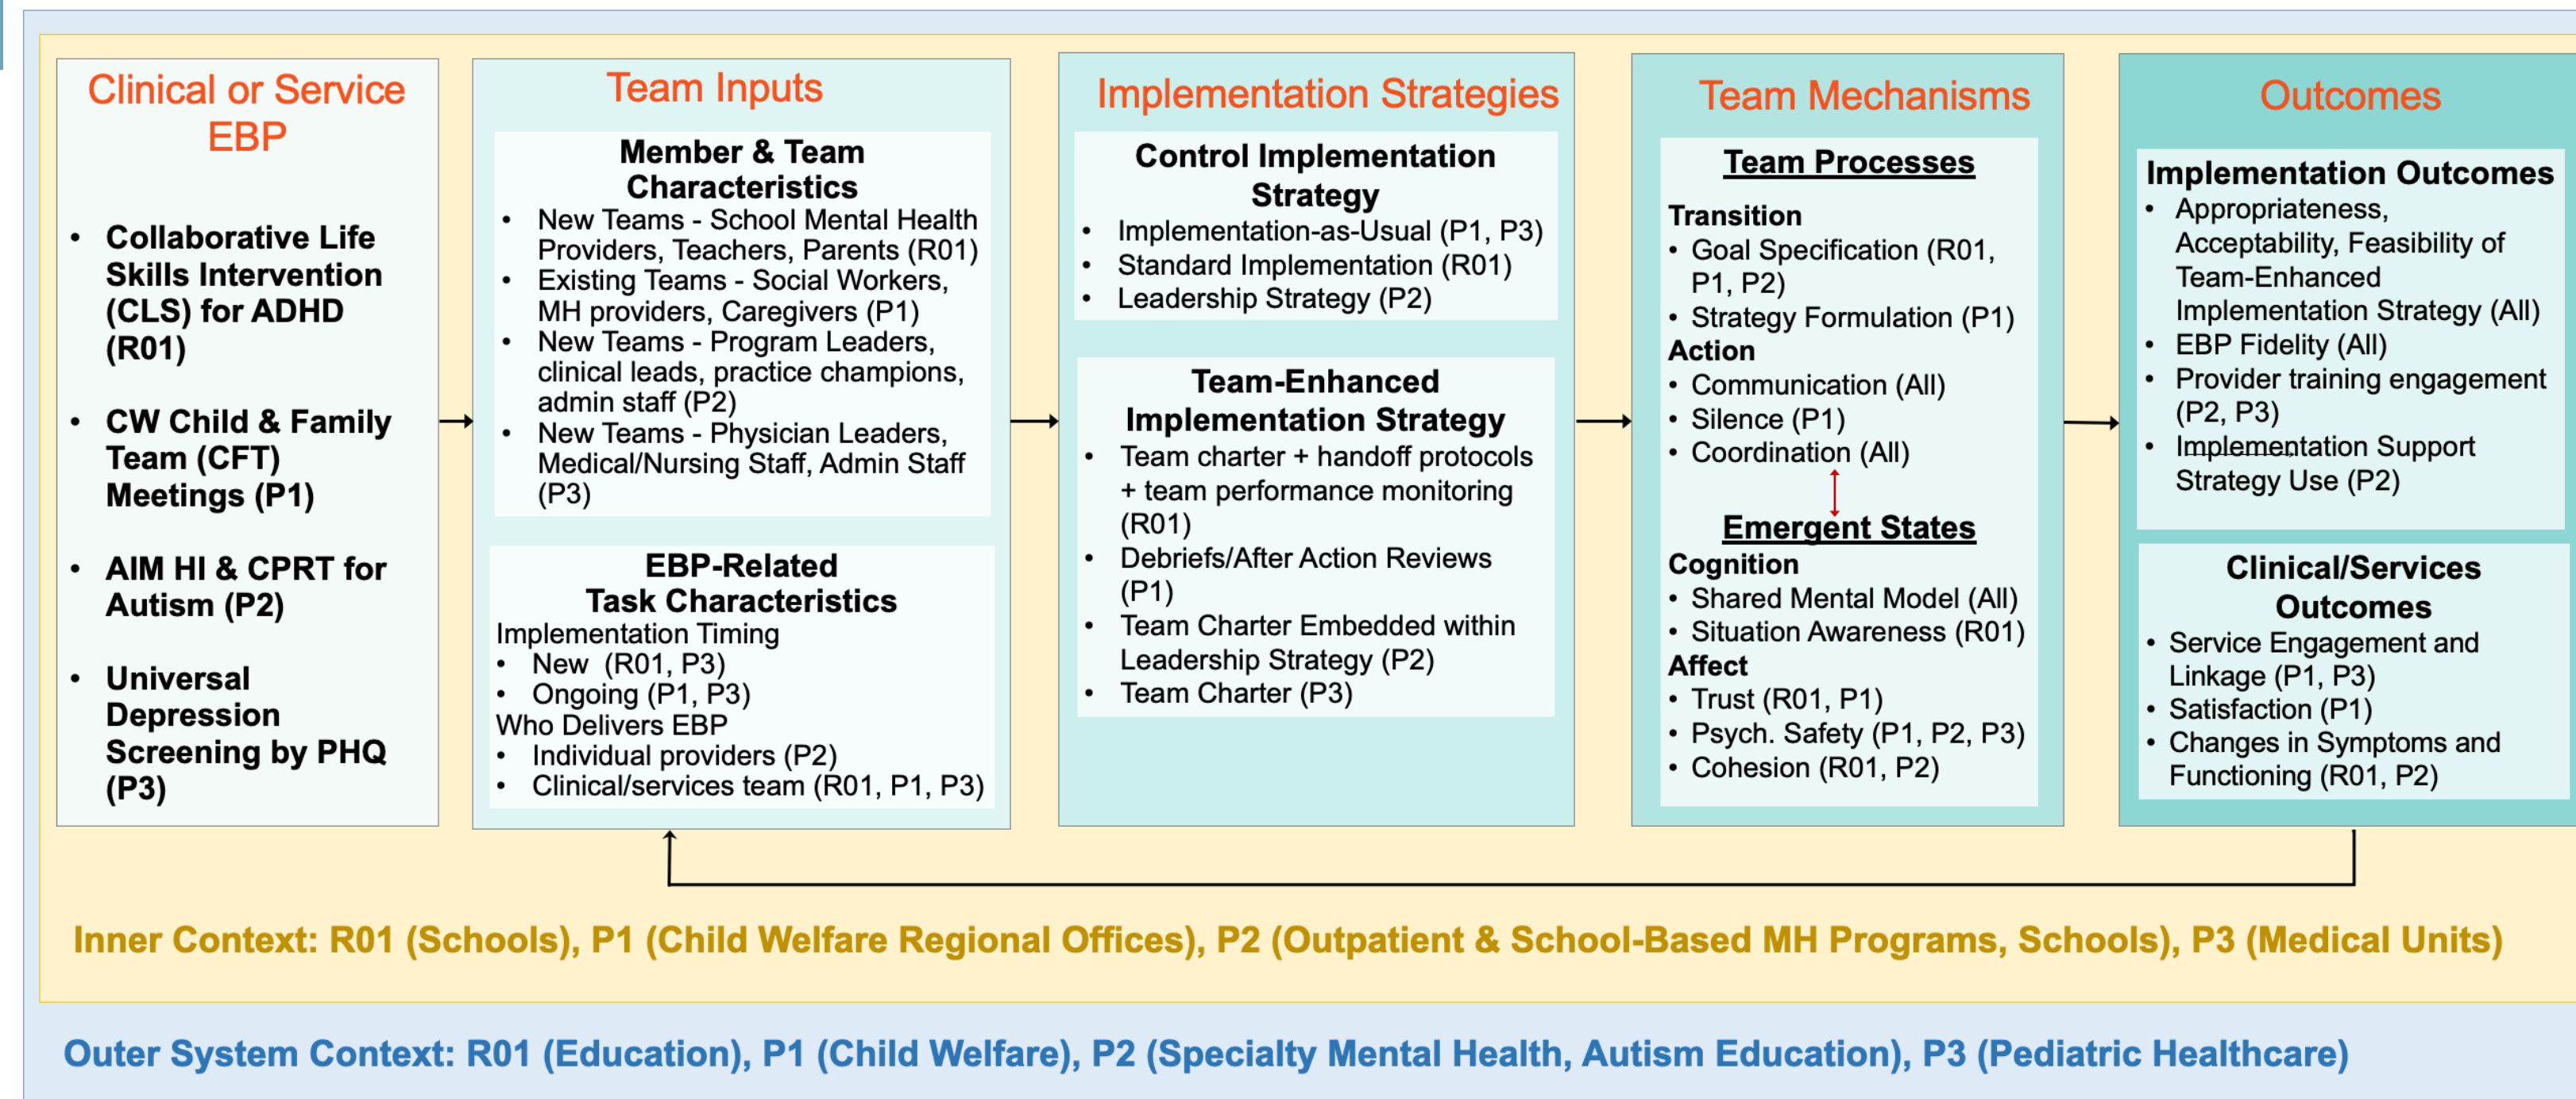 Clinical or Service
EBP
• Collaborative Life
Skills Intervention
(CLS) for ADHD
(R01)
• CW Child & Family
Team (CFT)
Meetings (P1)
• AIM HI & CPRT for
Autism (P2)
• Universal
Depression
Screening by PHQ
(P3)
Team Inputs
Member & Team
Characteristics
• New Teams - School Mental Health
Providers, Teachers, Parents (R01)
• Existing Teams - Social Workers,
MH providers, Caregivers (P1)
• New Teams - Program Leaders,
clinical leads, practice champions,
admin staff (P2)
• New Teams - Physician Leaders,
Medical/Nursing Staff, Admin Staff
(P3)
EBP-Related
Task Characteristics
Implementation Timing
• New (R01, P3)
• Ongoing (P1, P3)
Who Delivers EBP
• Individual providers (P2)
• Clinical/services team (R01, P1, P3)
Implementation Strategies
Control Implementation
Strategy
• Implementation-as-Usual (P1, P3)
• Standard Implementation (R01)
• Leadership Strategy (P2)
Team-Enhanced
Implementation Strategy
• Team charter + handoff protocols
+ team performance monitoring
(R01)
• Debriefs/After Action Reviews
(P1)
• Team Charter Embedded within
Leadership Strategy (P2)
• Team Charter (P3)
Team Mechanisms
Team Processes
Transition
• Goal Specification (R01,
P1, P2)
• Strategy Formulation (P1)
Action
• Communication (All)
• Silence (P1)
• Coordination (All)
Emergent States
Cognition
• Shared Mental Model (All)
• Situation Awareness (R01)
Affect
• Trust (R01, P1)
• Psych. Safety (P1, P2, P3)
• Cohesion (R01, P2)
Outcomes
Implementation Outcomes
• Appropriateness,
Acceptability, Feasibility of
Team-Enhanced
Implementation Strategy (All)
• EBP Fidelity (All)
• Provider training engagement
(P2, P3)
• Implementation Support
Strategy Use (P2)
Clinical/Services
Outcomes
• Service Engagement and
Linkage (P1, P3)
• Satisfaction (P1)
• Changes in Symptoms and
Functioning (R01, P2)
Inner Context: R01 (Schools), P1 (Child Welfare Regional Offices), P2 (Outpatient & School-Based MH Programs, Schools), P3 (Medical Units)
Outer System Context: R01 (Education), P1 (Child Welfare), P2 (Specialty Mental Health, Autism Education), P3 (Pediatric Healthcare)